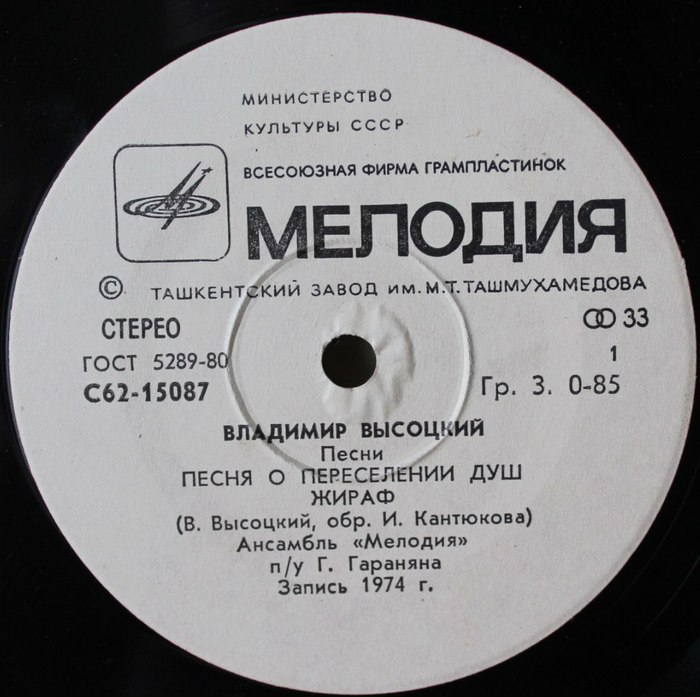 МИНИСТЕРСТВО
КУЛЬТУРЫ СССР
ВСЕСОЮЗНАЯ ФИРМА ГРАМПЛАСТИНОК
МЕЛОДИЯ
© ТАШКЕНТСКИЙ ЗАВОД ИМ. М.Т. ТАШМУХАМЕДОВА
СТЕРЕО
33
ГОСТ 5289-80
1
С62-15087
Гр. 3. 0-85
ВЛАДИМИР ВЫСОЦКИЙ
Песни
ПЕСНЯ О ПЕРЕСЕЛЕНИИ ДУШ
ЖИРАФ
(В. Высоцкий, обр. И. Кантюкова)
Ансамбль «Мелодия»
п/у Г. Гараняна
Запись 1974 г.